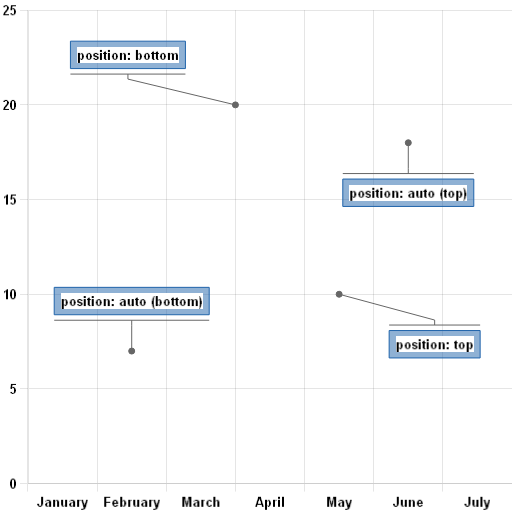 25
position: bottom
20
position: auto (top)
15
position: auto (bottom)
10
position: top
5
0
January February March April May June July